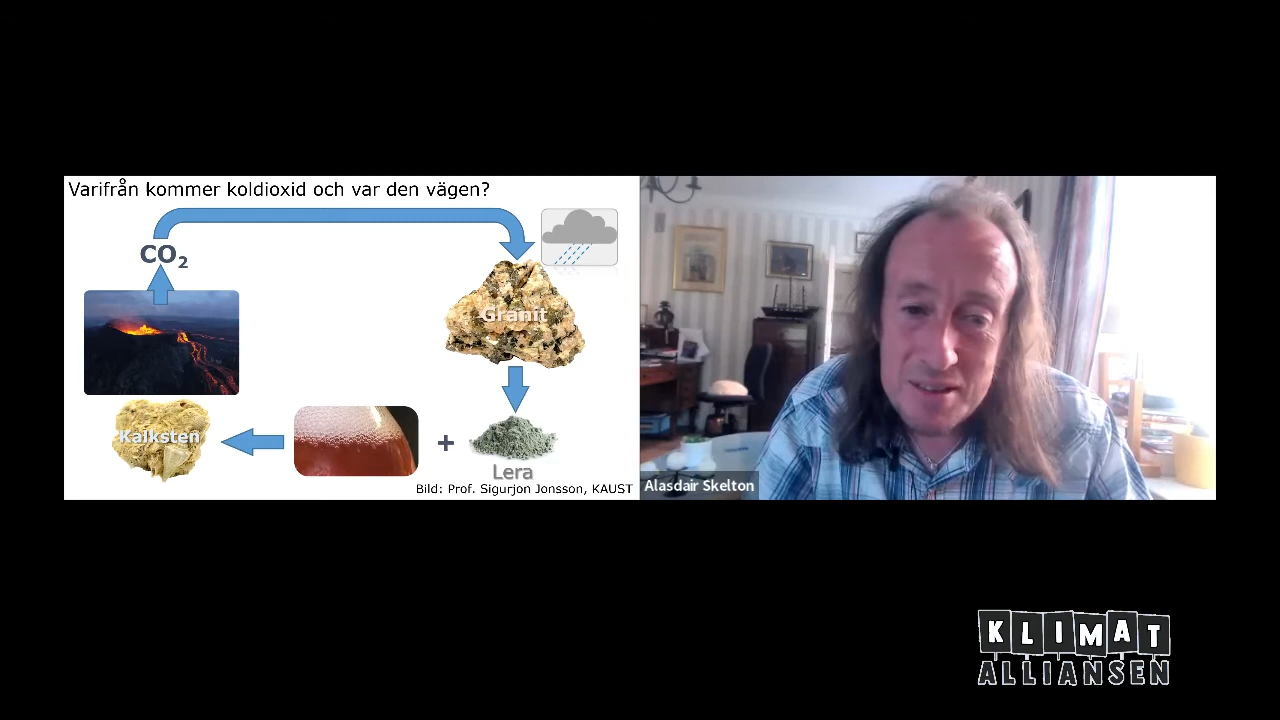 Varifrån kommer koldioxid och var den vägen?
CO2
Granit
Kalksten
+
Lera
Bild: Prof. Sigurjon Jonsson, KAUST
Alasdair Skelton
KLIMAT
ALLIANSEN